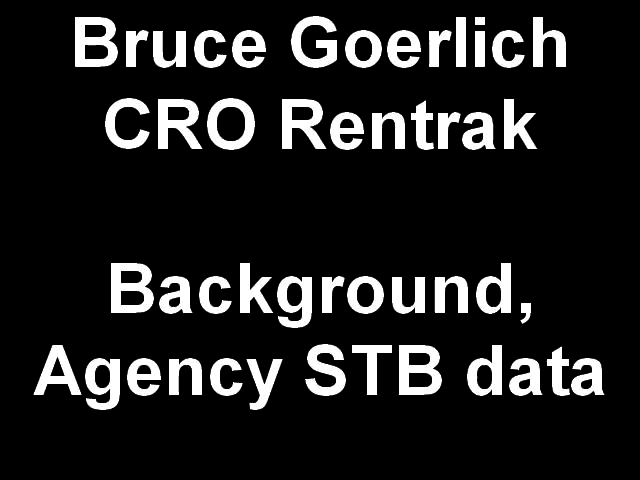 Bruce Goerlich
CRO Rentrak
Background,
Agency STB data